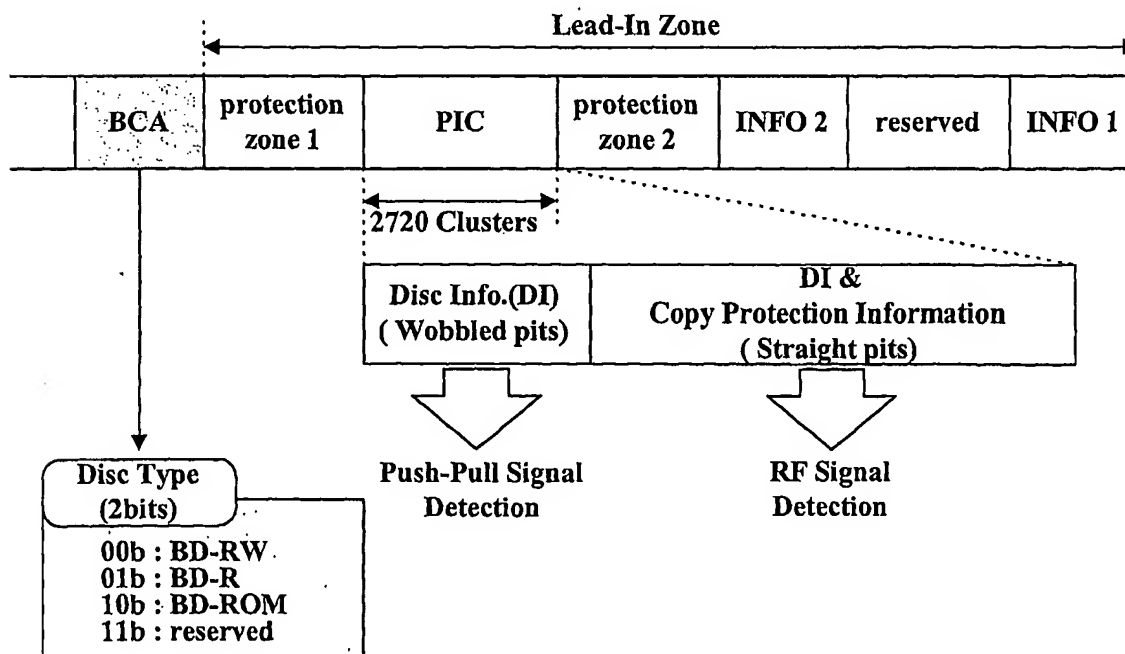 Lead-In Zone
BCA
protection
zone 1
PIC
protection
zone 2
INFO 2
reserved
INFO 1
2720 Clusters
Disc Info.(DI)
( Wobbled pits)
DI &
Copy Protection Information
( Straight pits)
Push-Pull Signal
Detection
RF Signal
Detection
Disc Type
(2bits)
00b : BD-RW
01b : BD-R
10b : BD-ROM
11b : reserved